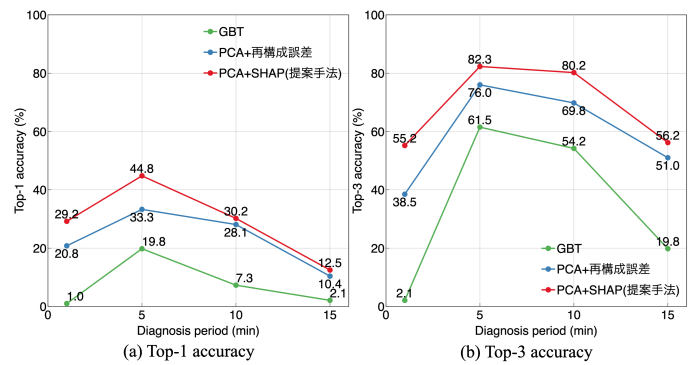 100
80
60
40
20
0
Top-1 accuracy (%)
GBT
PCA+再構成誤差
PCA+SHAP(提案手法)
44.8
29.2
33.3
30.2
28.1
20.8
19.8
12.5
10.4
7.3
2.1
1.0
0 5 10 15
Diagnosis period (min)
(a) Top-1 accuracy
100
80
60
40
20
0
Top-3 accuracy (%)
82.3
80.2
76.0
69.8
61.5
55.2
54.2
56.2
51.0
38.5
19.8
2.1
GBT
PCA+再構成誤差
PCA+SHAP(提案手法)
0 5 10 15
Diagnosis period (min)
(b) Top-3 accuracy